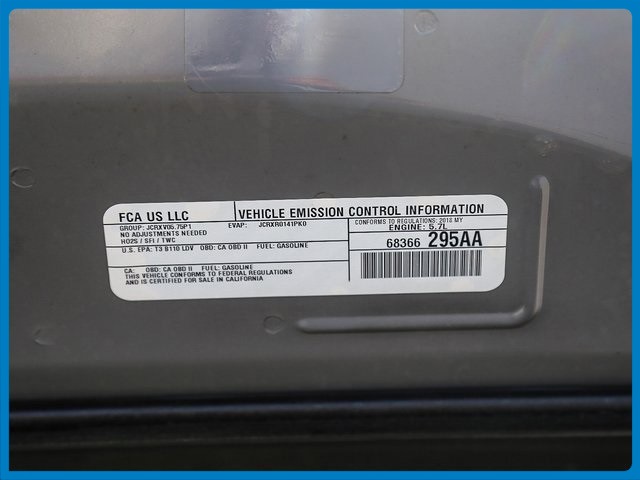 FCA US LLC
VEHICLE EMISSION CONTROL INFORMATION
GROUP: JCRXV05.75P1
EVAP: JCRXR0141PK0
CONFORMS TO REGULATIONS: 2018 MY
NO ADJUSTMENTS NEEDED
ENGINE: 5.7L
HO2S / SFI / TWC
68366 295AA
U.S. EPA: T3 B110 LDV OBD: CA OBD II FUEL: GASOLINE
CA: OBD: CA OBD II FUEL: GASOLINE
THIS VEHICLE CONFORMS TO FEDERAL REGULATIONS
AND IS CERTIFIED FOR SALE IN CALIFORNIA